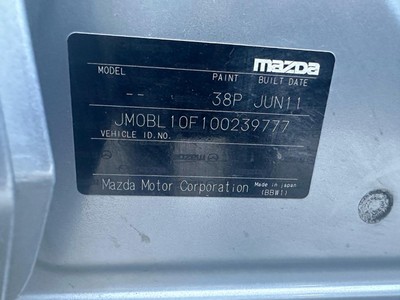 mazDa
MODEL PAINT BUILT DATE
-- 38P JUN11
JM0BL10F100239777
VEHICLE ID.NO.
Mazda Motor Corporation Made in japan
(BBW1)